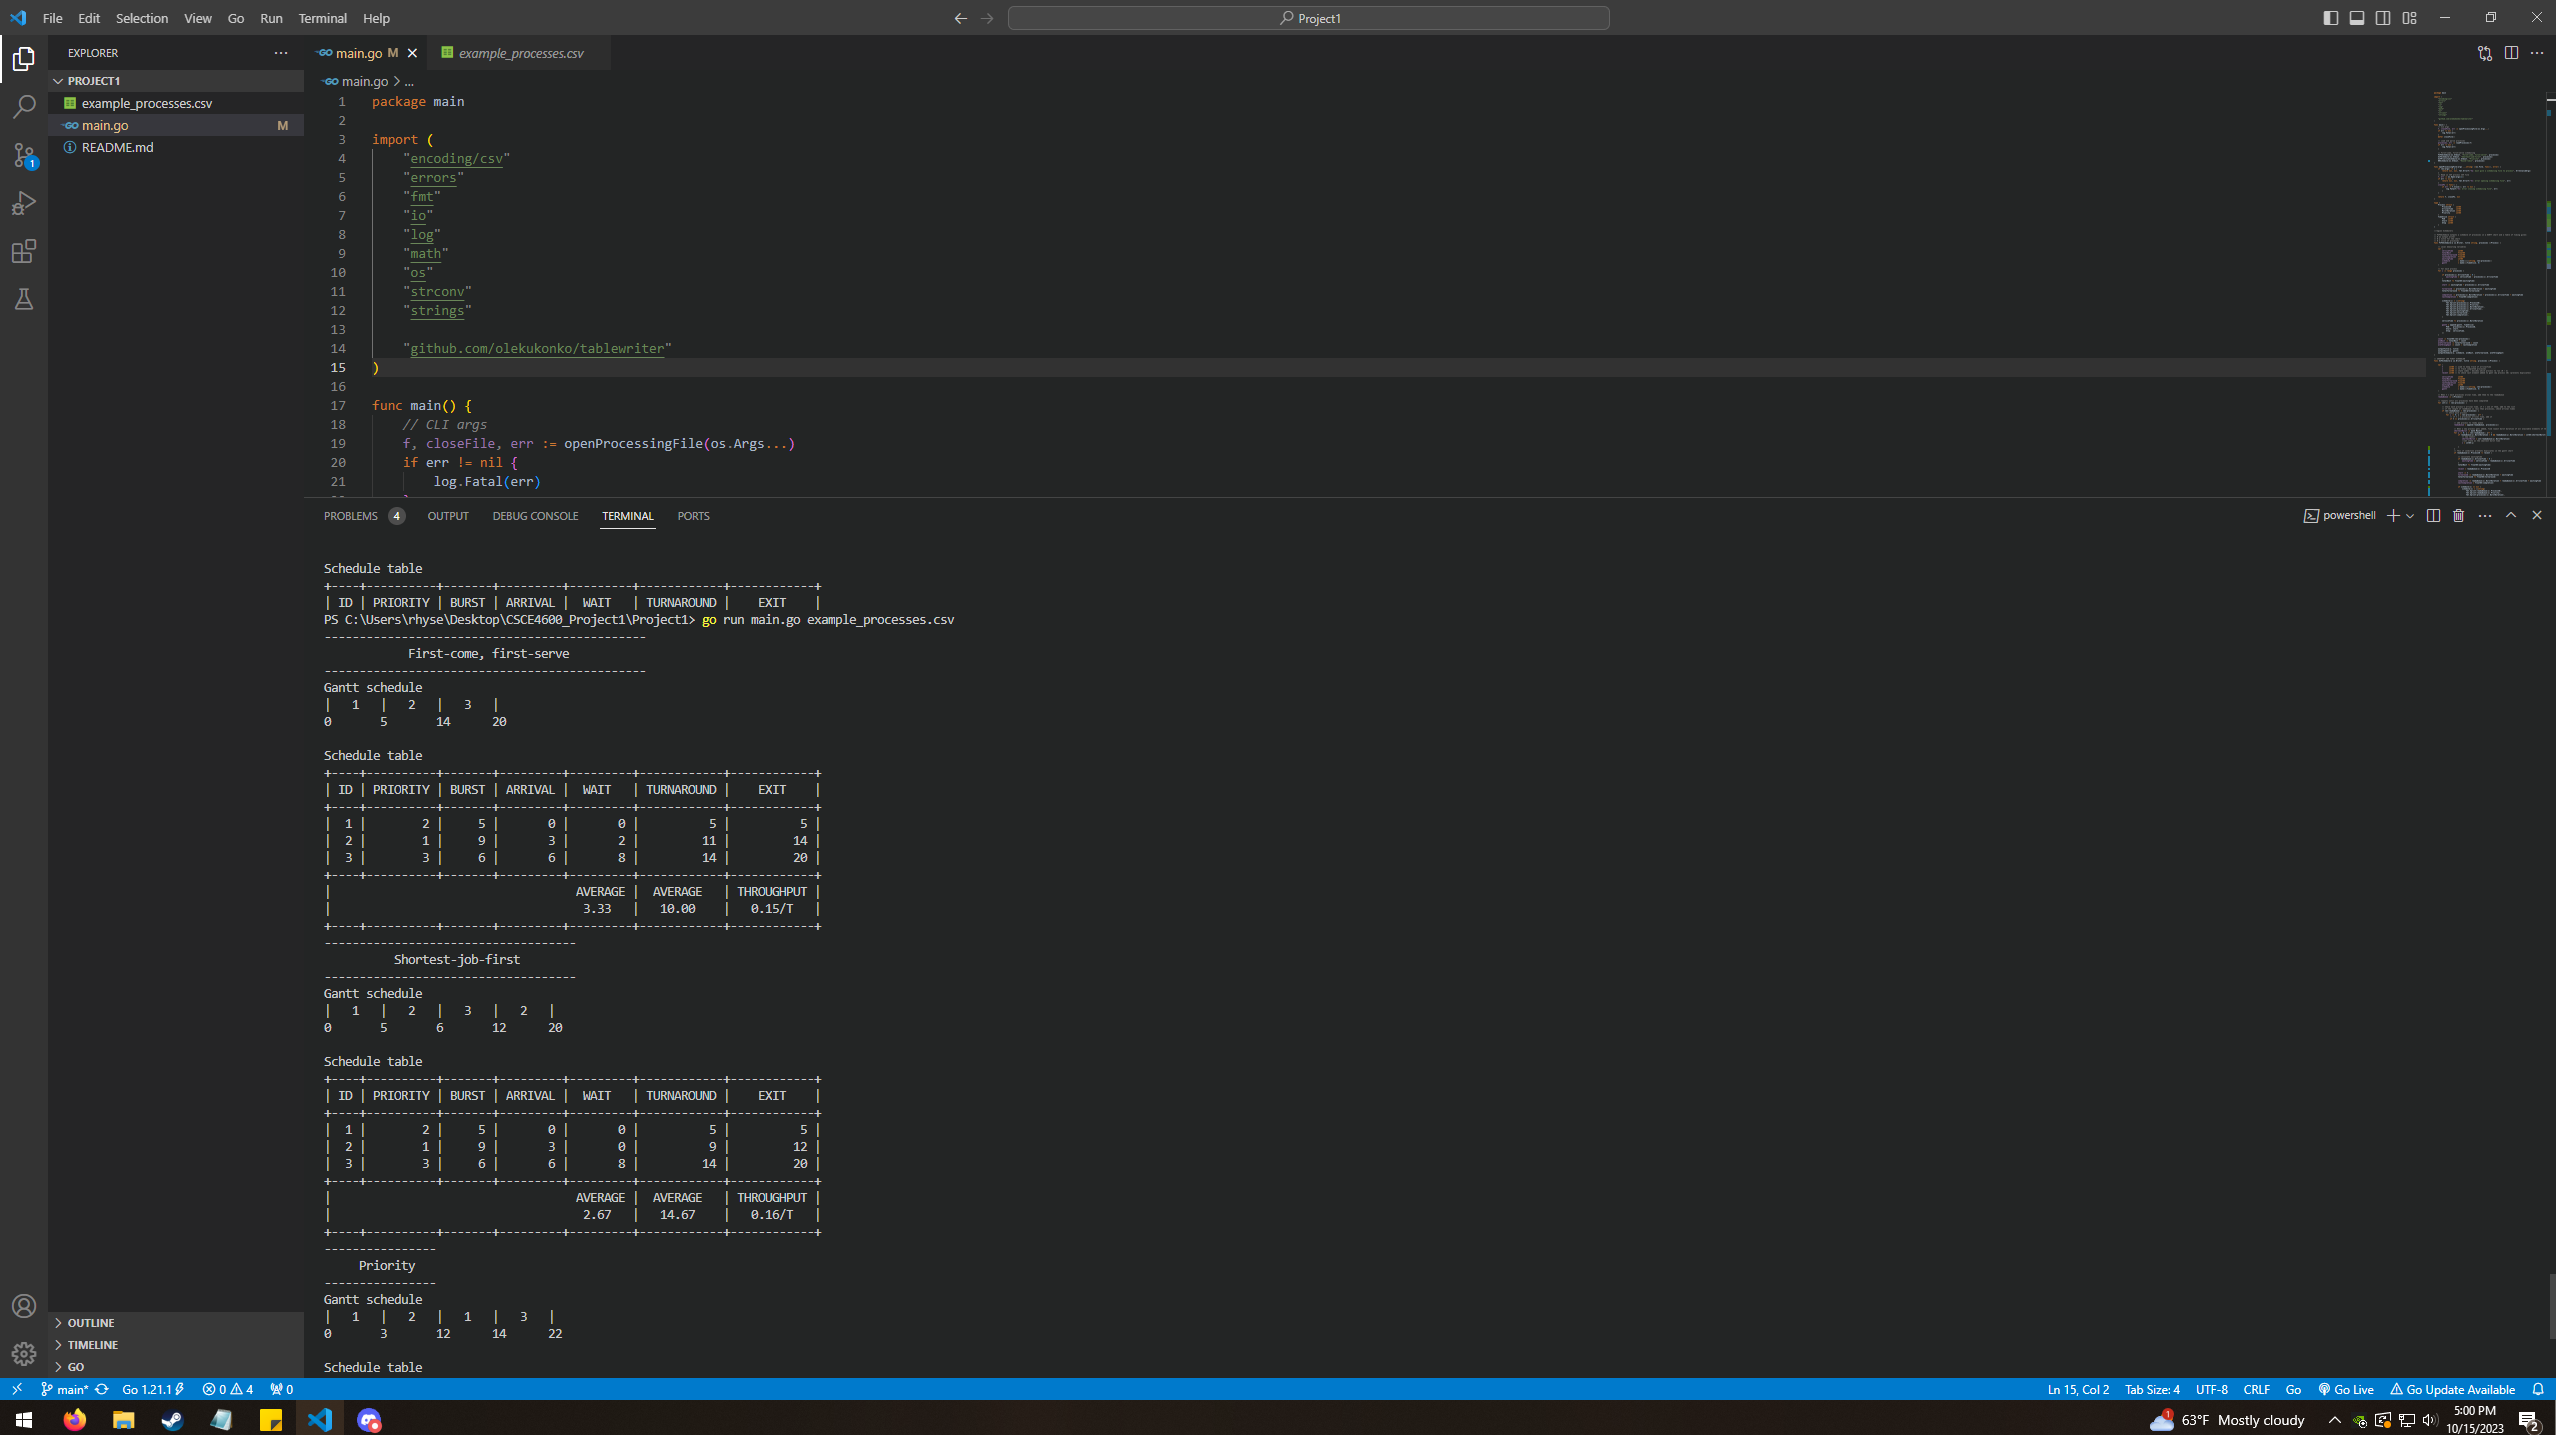 File Edit Selection View Go Run Terminal Help
Project1
EXPLORER
main.go M
example_processes.csv
PROJECT1
example_processes.csv
main.go M
README.md
1
main.go > ...
1 package main
2
3 import (
4 "encoding/csv"
5 "errors"
6 "fmt"
7 "io"
8 "log"
9 "math"
10 "os"
11 "strconv"
12 "strings"
13
14 "github.com/olekukonko/tablewriter"
15 )
16
17 func main() {
18 // CLI args
19 f, closeFile, err := openProcessingFile(os.Args...)
20 if err != nil {
21 log.Fatal(err)
PROBLEMS 4 OUTPUT DEBUG CONSOLE TERMINAL PORTS
powershell
Schedule table
+----+----------+-------+---------+---------+------------+------------+
| ID | PRIORITY | BURST | ARRIVAL | WAIT | TURNAROUND | EXIT |
PS C:\Users\rhyse\Desktop\CSCE4600_Project1\Project1> go run main.go example_processes.csv
----------------------------------------------
First-come, first-serve
----------------------------------------------
Gantt schedule
| 1 | 2 | 3 |
0 5 14 20
Schedule table
+----+----------+-------+---------+---------+------------+------------+
| ID | PRIORITY | BURST | ARRIVAL | WAIT | TURNAROUND | EXIT |
+----+----------+-------+---------+---------+------------+------------+
| 1 | 2 | 5 | 0 | 0 | 5 | 5 |
| 2 | 1 | 9 | 3 | 2 | 11 | 14 |
| 3 | 3 | 6 | 6 | 8 | 14 | 20 |
+----+----------+-------+---------+---------+------------+------------+
| AVERAGE | AVERAGE | THROUGHPUT |
| 3.33 | 10.00 | 0.15/T |
+----+----------+-------+---------+---------+------------+------------+
------------------------------------
Shortest-job-first
------------------------------------
Gantt schedule
| 1 | 2 | 3 | 2 |
0 5 6 12 20
Schedule table
+----+----------+-------+---------+---------+------------+------------+
| ID | PRIORITY | BURST | ARRIVAL | WAIT | TURNAROUND | EXIT |
+----+----------+-------+---------+---------+------------+------------+
| 1 | 2 | 5 | 0 | 0 | 5 | 5 |
| 2 | 1 | 9 | 3 | 0 | 9 | 12 |
| 3 | 3 | 6 | 6 | 8 | 14 | 20 |
+----+----------+-------+---------+---------+------------+------------+
| AVERAGE | AVERAGE | THROUGHPUT |
| 2.67 | 14.67 | 0.16/T |
+----+----------+-------+---------+---------+------------+------------+
----------------
Priority
----------------
Gantt schedule
| 1 | 2 | 1 | 3 |
0 3 12 14 22
Schedule table
OUTLINE
TIMELINE
GO
main* Go 1.21.1 0 4 0
Ln 15, Col 2 Tab Size: 4 UTF-8 CRLF Go Go Live Go Update Available
1 63°F Mostly cloudy
5:00 PM
10/15/2023
2